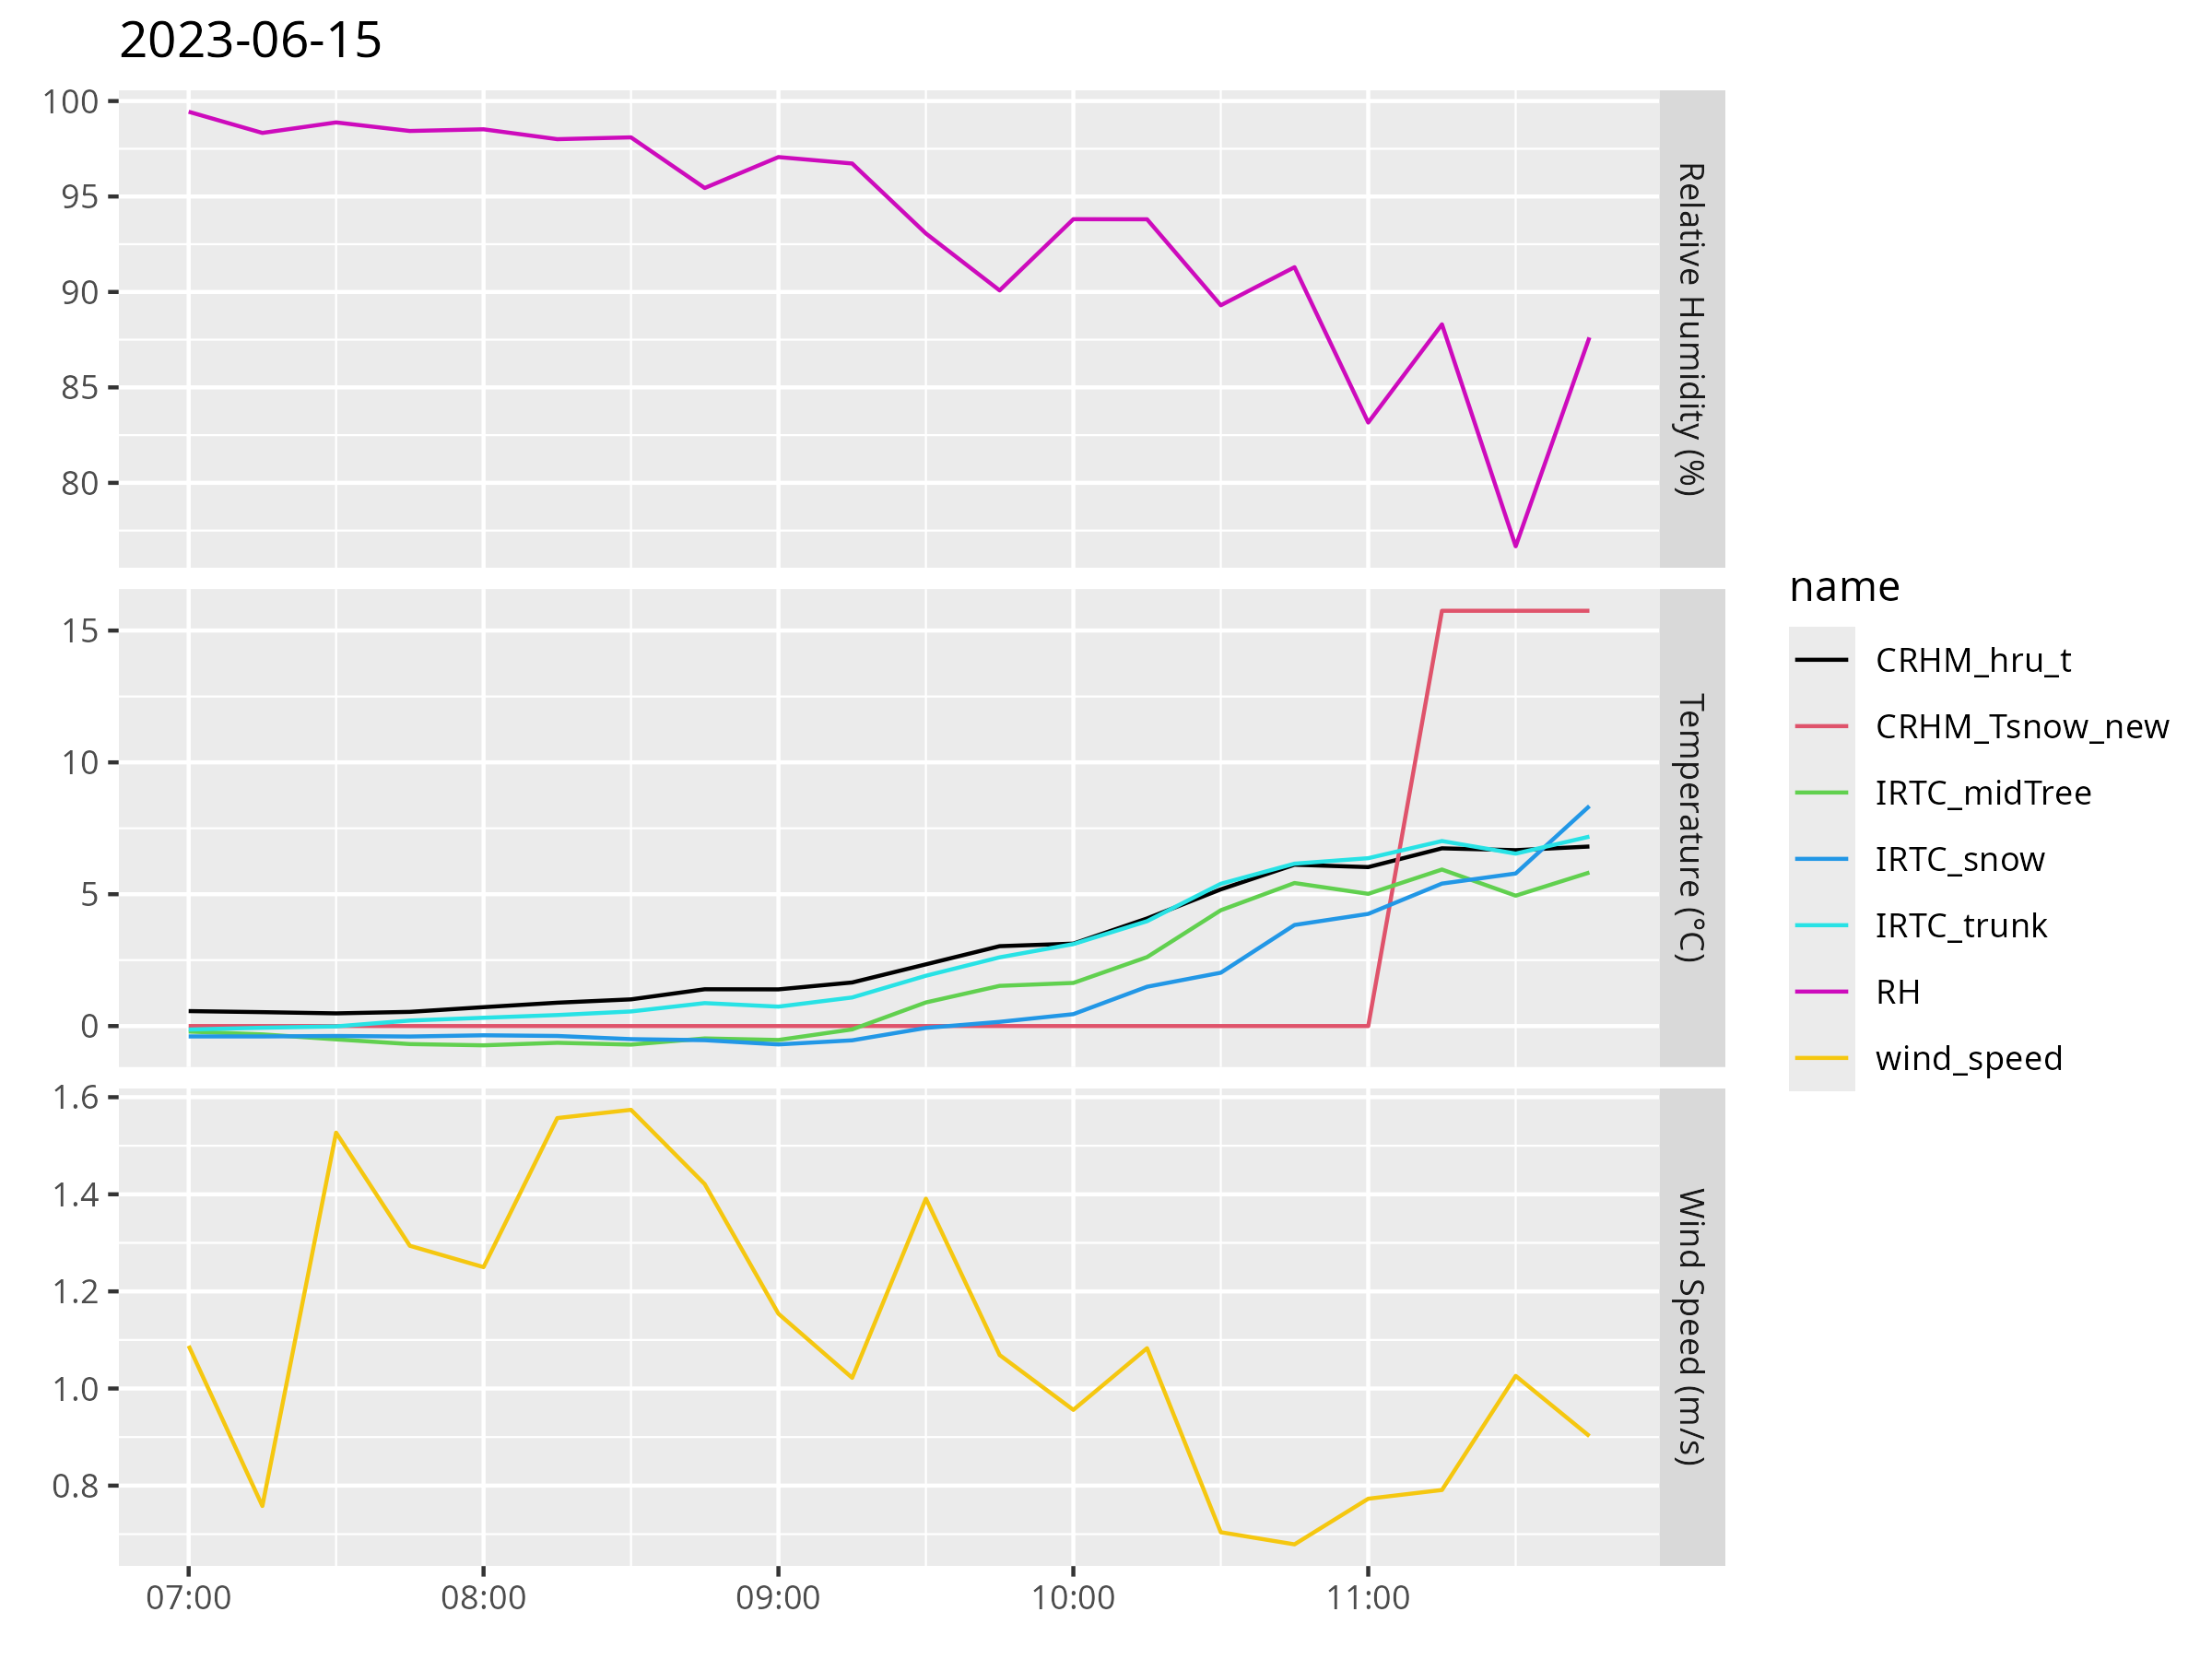 2023-06-15
100
95
90
85
80
Relative Humidity (%)
15
10
5
0
Temperature (°C)
1.6
1.4
1.2
1.0
0.8
Wind Speed (m/s)
07:00 08:00 09:00 10:00 11:00
name
CRHM_hru_t
CRHM_Tsnow_new
IRTC_midTree
IRTC_snow
IRTC_trunk
RH
wind_speed